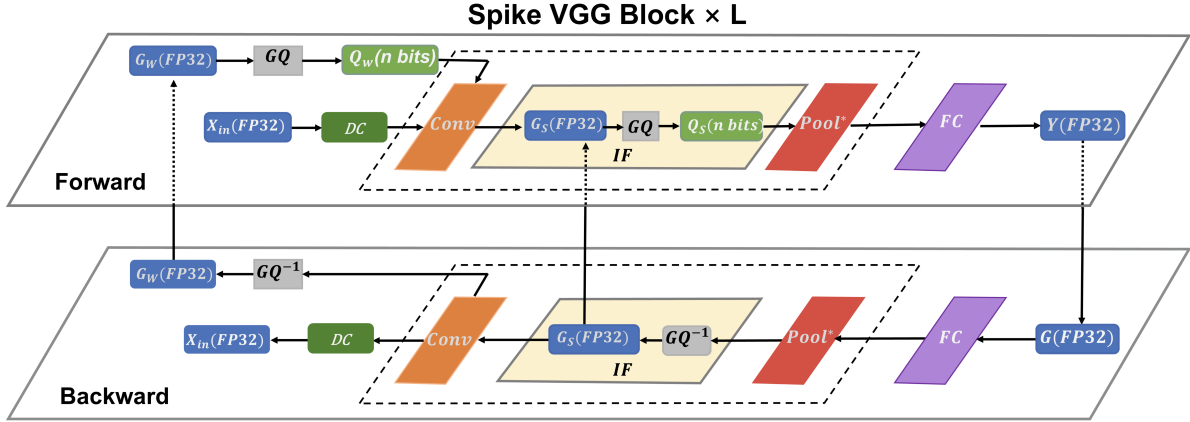 Spike VGG Block × L
G_W(FP32)
GQ
Q_W(n bits)
X_in(FP32)
DC
Conv
G_S(FP32)
GQ
Q_S(n bits)
IF
Pool*
FC
Y(FP32)
Forward
G_W(FP32)
GQ⁻¹
X_in(FP32)
DC
Conv
G_S(FP32)
GQ⁻¹
IF
Pool*
FC
G(FP32)
Backward